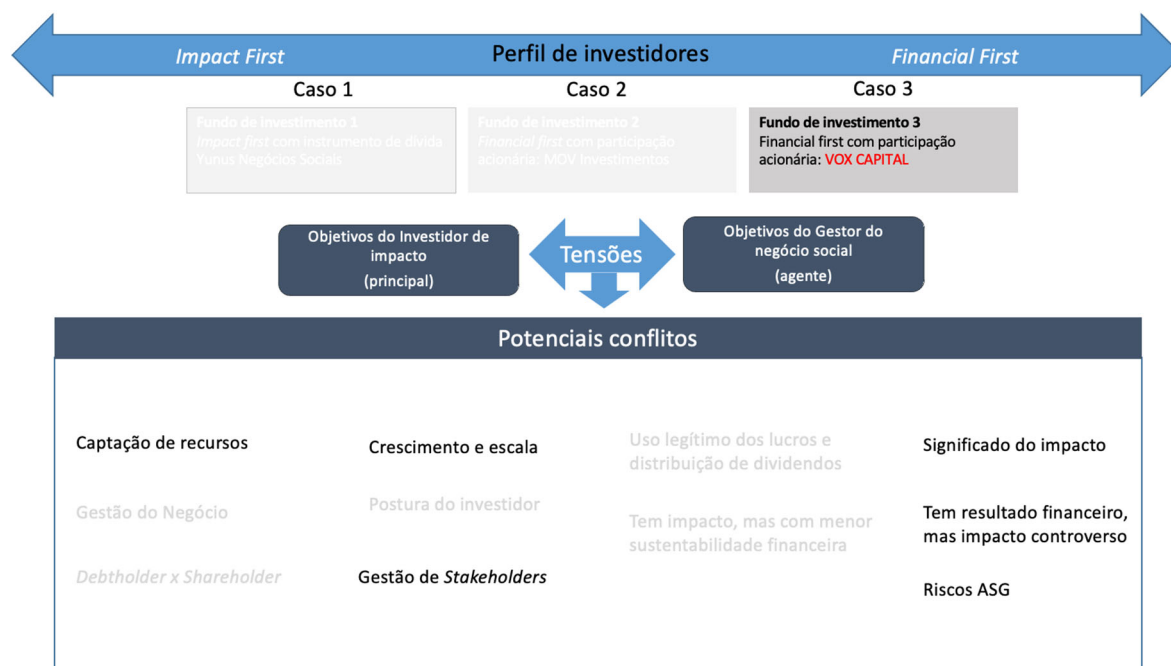 Impact First
Perfil de investidores
Financial First
Caso 1
Caso 2
Caso 3
Fundo de investimento 1
Impact first com instrumento de dívida
Yunus Negócios Sociais
Fundo de investimento 2
Financial first com participação
acionária: MOV Investimentos
Fundo de investimento 3
Financial first com participação
acionária: VOX CAPITAL
Objetivos do Investidor de
impacto
(principal)
Tensões
Objetivos do Gestor do
negócio social
(agente)
Potenciais conflitos
Captação de recursos
Gestão do Negócio
Debtholder x Shareholder
Crescimento e escala
Postura do investidor
Gestão de Stakeholders
Uso legítimo dos lucros e
distribuição de dividendos
Tem impacto, mas com menor
sustentabilidade financeira
Significado do impacto
Tem resultado financeiro,
mas impacto controverso
Riscos ASG